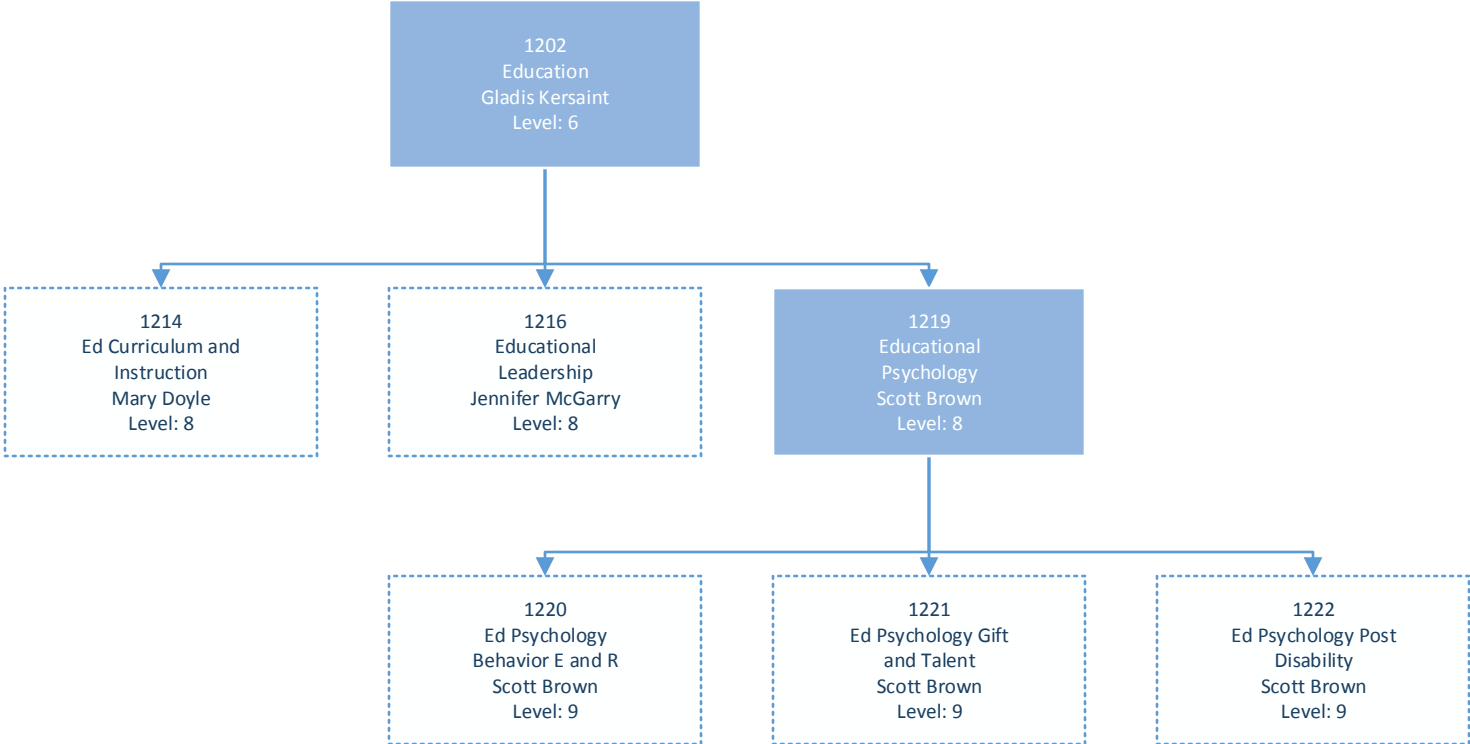 1202
Education
Gladis Kersaint
Level: 6
1214
Ed Curriculum and
Instruction
Mary Doyle
Level: 8
1216
Educational
Leadership
Jennifer McGarry
Level: 8
1219
Educational
Psychology
Scott Brown
Level: 8
1220
Ed Psychology
Behavior E and R
Scott Brown
Level: 9
1221
Ed Psychology Gift
and Talent
Scott Brown
Level: 9
1222
Ed Psychology Post
Disability
Scott Brown
Level: 9